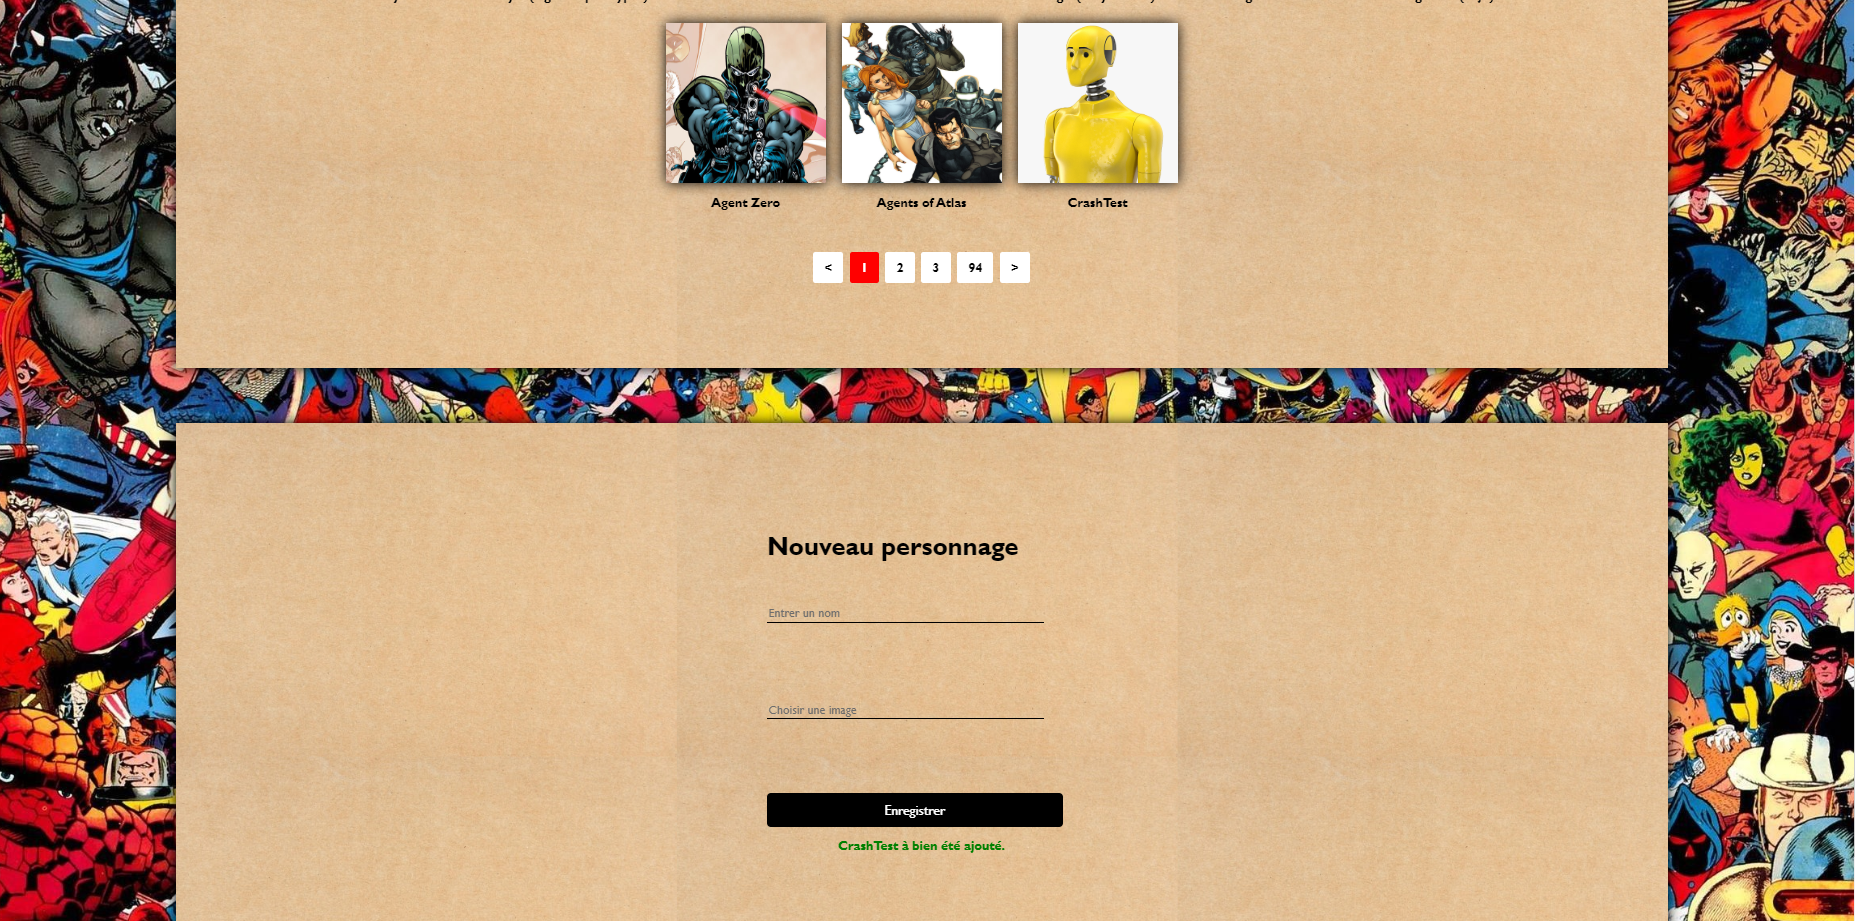 Agent Zero
Agents of Atlas
CrashTest
< 1 2 3 94 >
Nouveau personnage
Entrer un nom
Choisir une image
Enregistrer
CrashTest à bien été ajouté.